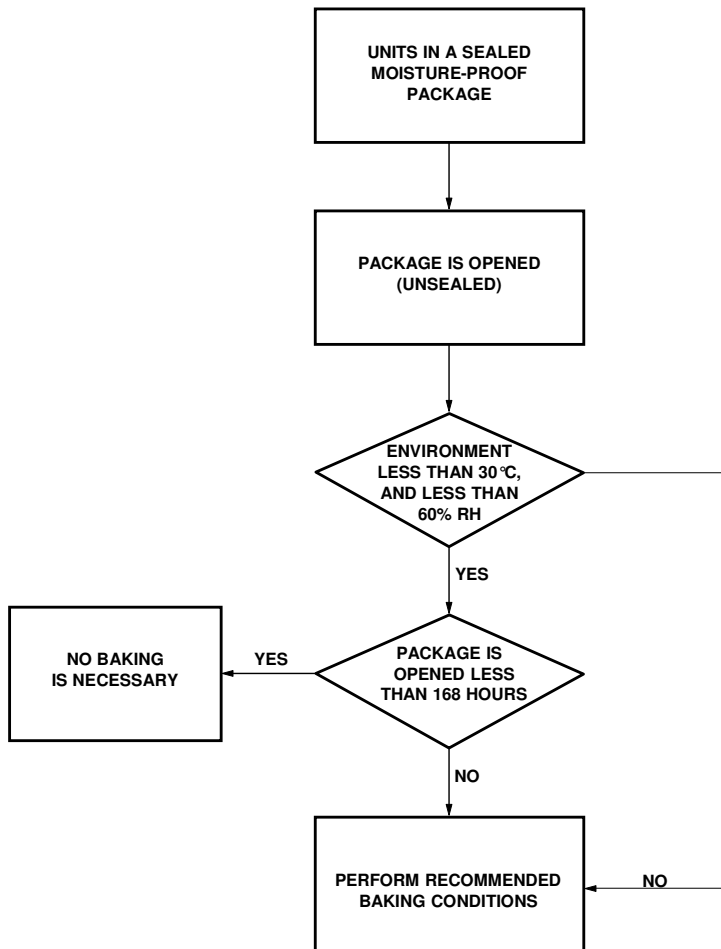 UNITS IN A SEALED
MOISTURE-PROOF
PACKAGE
PACKAGE IS OPENED
(UNSEALED)
ENVIRONMENT
LESS THAN 30°C,
AND LESS THAN
60% RH
YES
NO BAKING
IS NECESSARY
YES
PACKAGE IS
OPENED LESS
THAN 168 HOURS
NO
PERFORM RECOMMENDED
BAKING CONDITIONS
NO